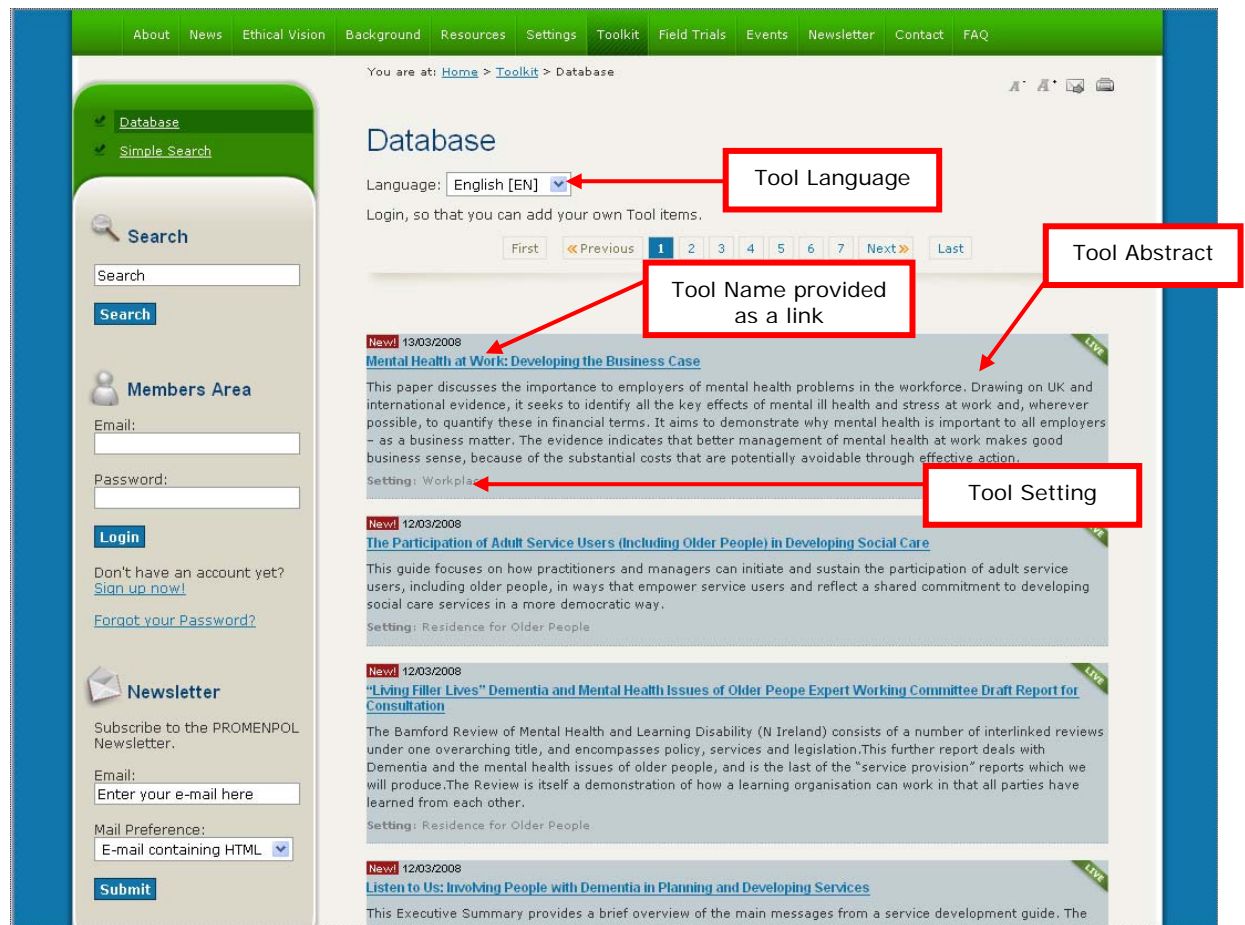 About News Ethical Vision Background Resources Settings Toolkit Field Trials Events Newsletter Contact FAQ
You are at: Home > Toolkit > Database
A- A+
Database
Simple Search
Search
Search
Search
Members Area
Email:
Password:
Login
Don't have an account yet?
Sign up now!
Forgot your Password?
Newsletter
Subscribe to the PROMENPOL
Newsletter.
Email:
Enter your e-mail here
Mail Preference:
E-mail containing HTML
Submit
Database
Language: English [EN]
Tool Language
Login, so that you can add your own Tool items.
First «Previous 1 2 3 4 5 6 7 Next» Last
Tool Abstract
Tool Name provided
as a link
New! 13/03/2008
LIVE
Mental Health at Work: Developing the Business Case
This paper discusses the importance to employers of mental health problems in the workforce. Drawing on UK and
international evidence, it seeks to identify all the key effects of mental ill health and stress at work and, wherever
possible, to quantify these in financial terms. It aims to demonstrate why mental health is important to all employers
– as a business matter. The evidence indicates that better management of mental health at work makes good
business sense, because of the substantial costs that are potentially avoidable through effective action.
Setting: Workplace
Tool Setting
New! 12/03/2008
LIVE
The Participation of Adult Service Users (Including Older People) in Developing Social Care
This guide focuses on how practitioners and managers can initiate and sustain the participation of adult service
users, including older people, in ways that empower service users and reflect a shared commitment to developing
social care services in a more democratic way.
Setting: Residence for Older People
New! 12/03/2008
LIVE
“Living Filler Lives” Dementia and Mental Health Issues of Older Peope Expert Working Committee Draft Report for
Consultation
The Bamford Review of Mental Health and Learning Disability (N Ireland) consists of a number of interlinked reviews
under one overarching title, and encompasses policy, services and legislation.This further report deals with
Dementia and the mental health issues of older people, and is the last of the “service provision” reports which we
will produce.The Review is itself a demonstration of how a learning organisation can work in that all parties have
learned from each other.
Setting: Residence for Older People
New! 12/03/2008
LIVE
Listen to Us: Involving People with Dementia in Planning and Developing Services
This Executive Summary provides a brief overview of the main messages from a service development guide. The